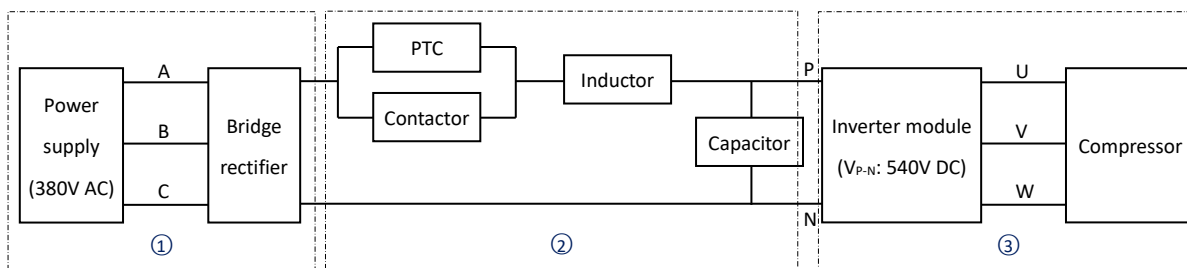 Power
supply
(380V AC)
A
B
C
Bridge
rectifier
①
PTC
Contactor
Inductor
Capacitor
②
P
N
Inverter module
(VP-N: 540V DC)
U
V
W
Compressor
③